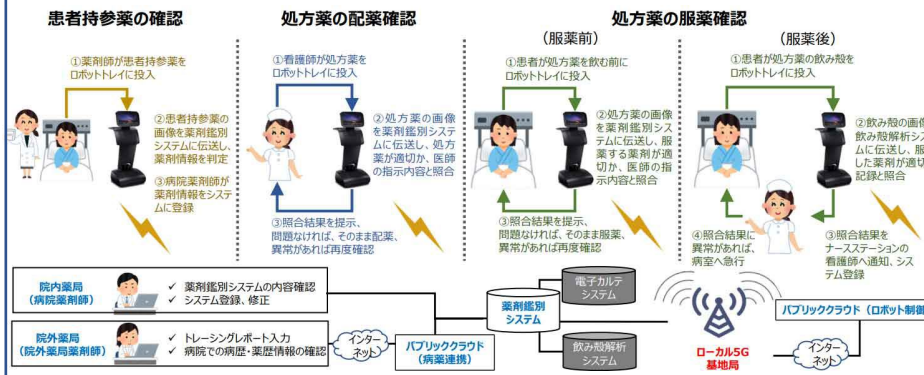 患者持参薬の確認
①薬剤師が患者持参薬を
ロボットトレイに投入
②患者持参薬の
画像を薬剤鑑別
システムに伝送し、
薬剤情報を判定
③病院薬剤師が
薬剤情報をシステ
ムに登録
処方薬の配薬確認
①看護師が処方薬を
ロボットトレイに投入
②処方薬の画像
を薬剤鑑別システ
ムに伝送し、処方
薬が適切か、医師
の指示内容と照合
③照合結果を提示、
問題なければ、そのまま配薬、
異常があれば再度確認
処方薬の服薬確認
(服薬前)
①患者が処方薬を飲む前に
ロボットトレイに投入
②処方薬の画像
を薬剤鑑別シス
テムに伝送し、服
薬する薬剤が適
切か、医師の指
示内容と照合
③照合結果を提示、
問題なければ、そのまま服薬、
異常があれば再度確認
(服薬後)
①患者が処方薬の飲み殻を
ロボットトレイに投入
②飲み殻の画像
飲み殻解析シス
ムに伝送し、服
した薬剤が適切
記録と照合
③照合結果を
ナースステーションの
看護師へ通知、シス
テム登録
④照合結果に
異常があれば、
病室へ急行
院内薬局
(病院薬剤師)
✓ 薬剤鑑別システムの内容確認
✓ システム登録、修正
院外薬局
(院外薬局薬剤師)
✓ トレーシングレポート入力
✓ 病院での病歴・薬歴情報の確認
インター
ネット
パブリッククラウド
(病薬連携)
薬剤鑑別
システム
電子カルテ
システム
飲み殻解析
システム
ローカル5G
基地局
インター
ネット
パブリッククラウド(ロボット制御